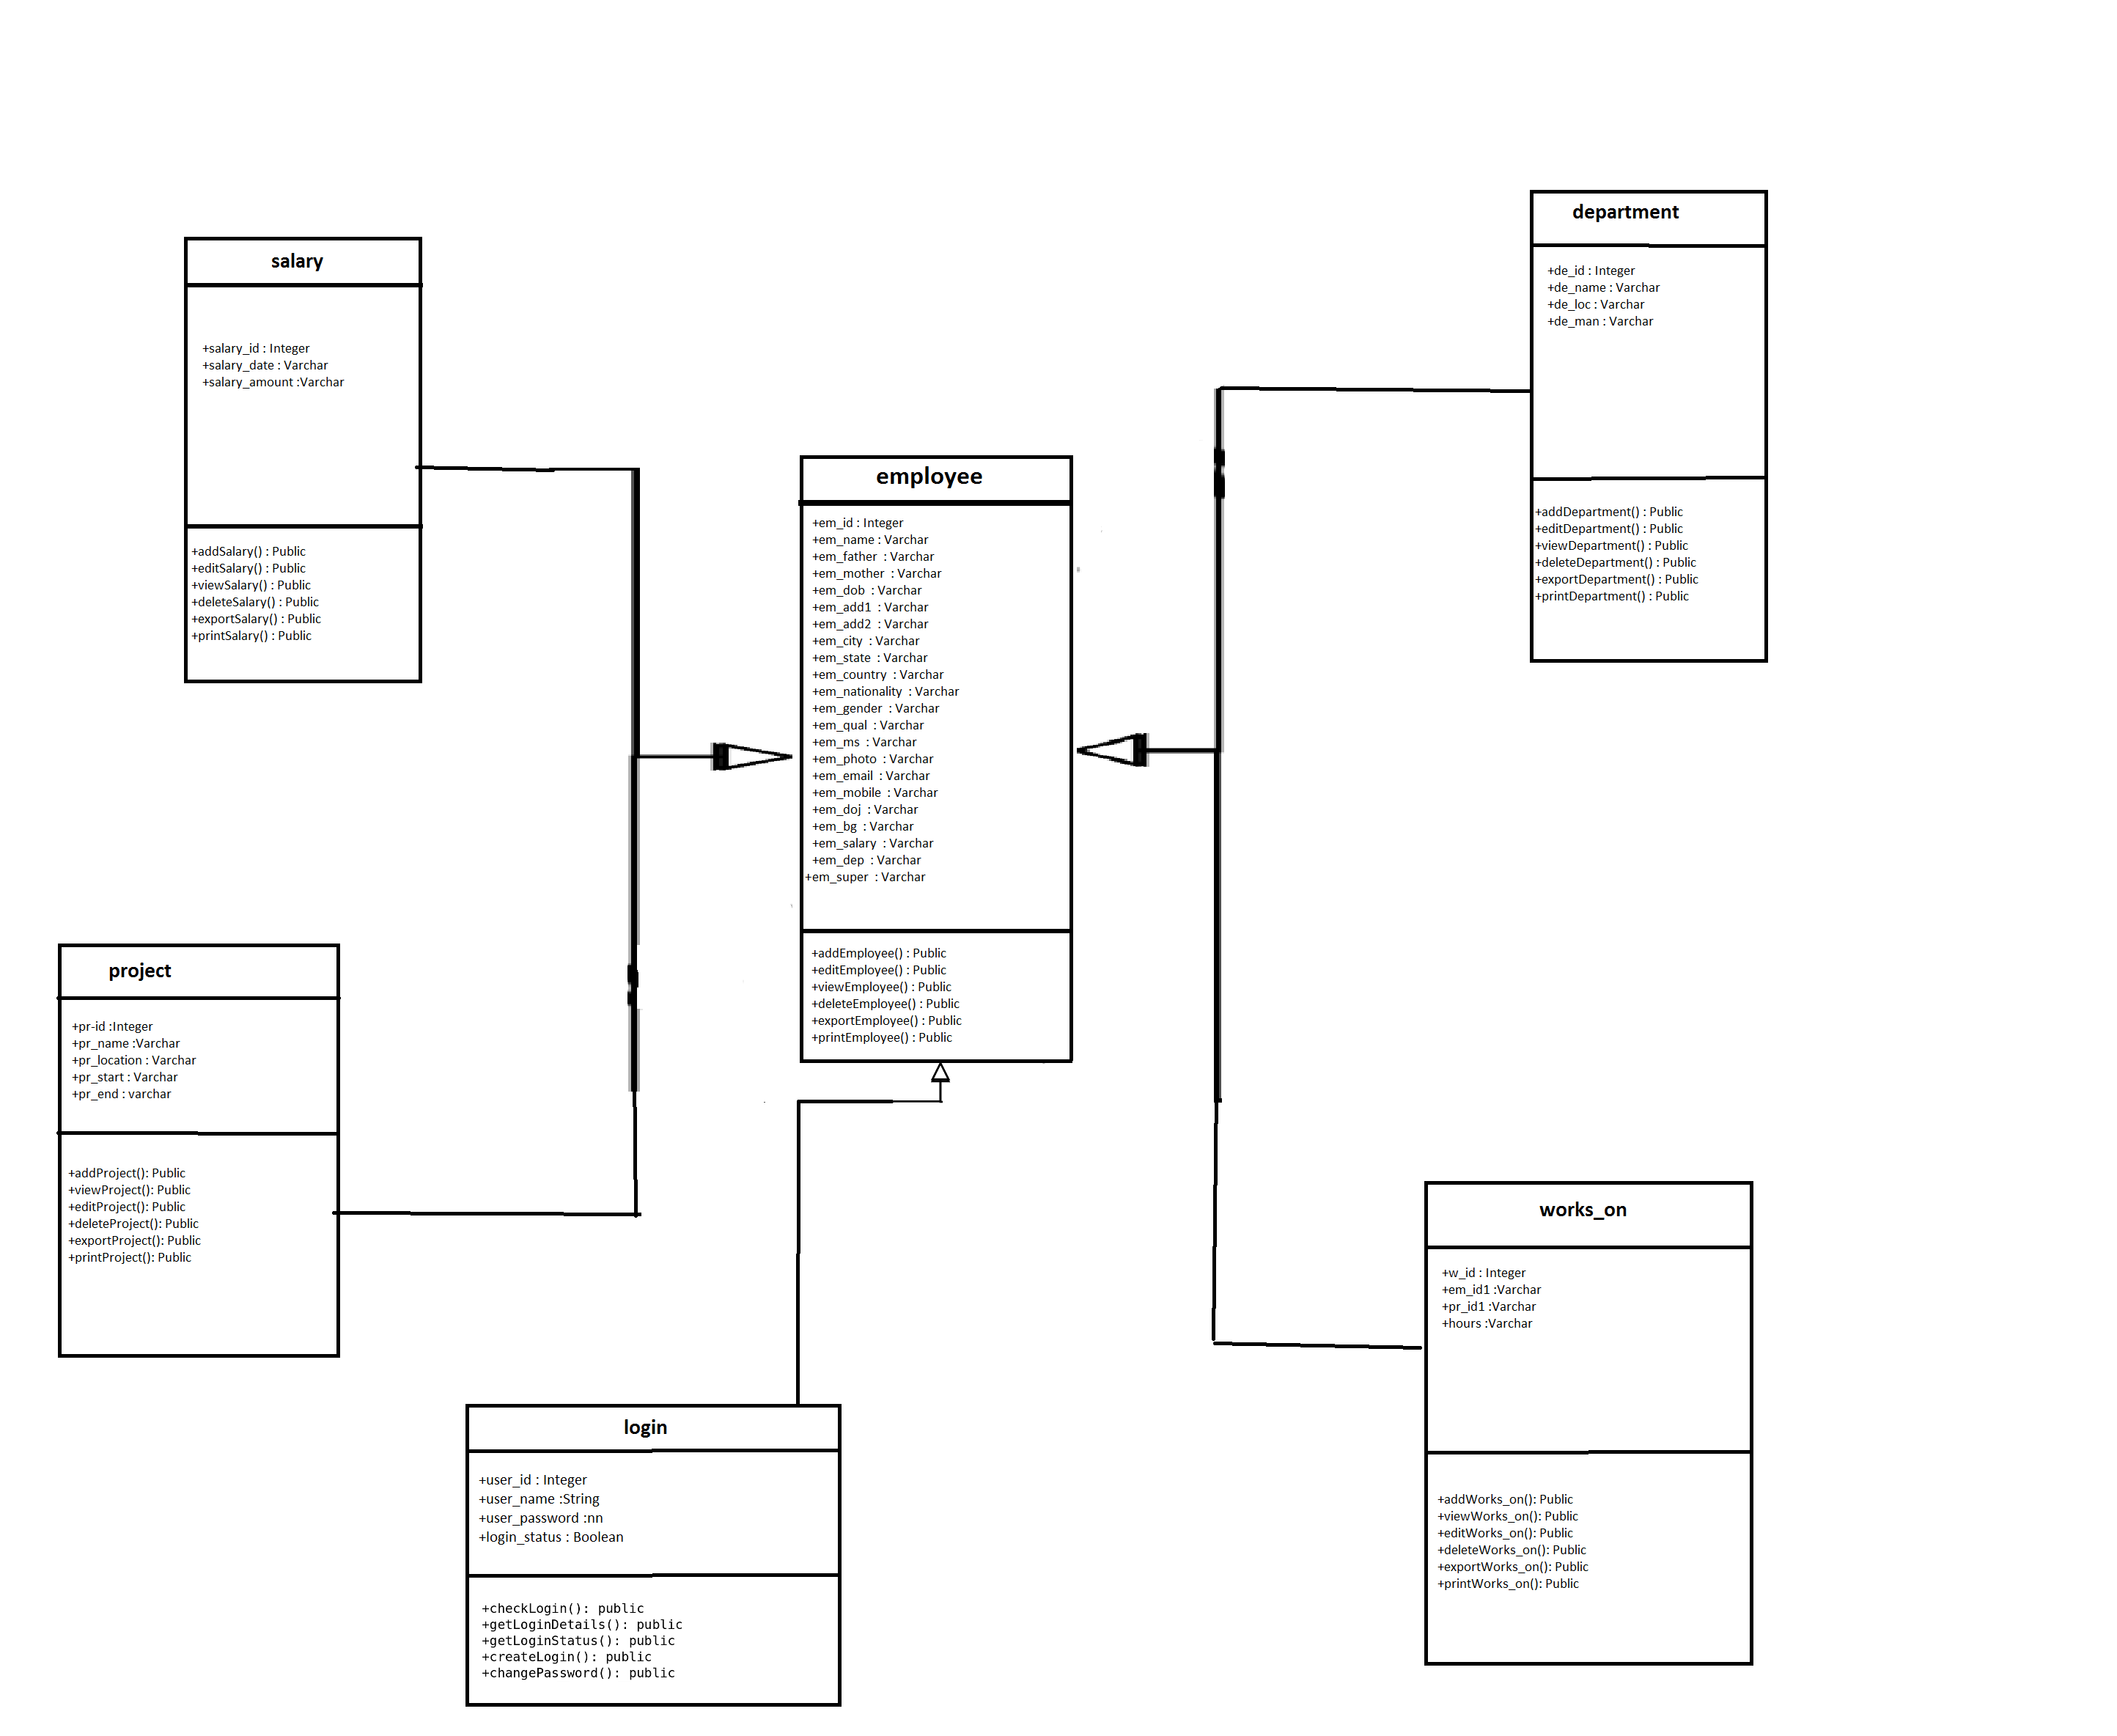 department
+de_id : Integer
+de_name : Varchar
+de_loc : Varchar
+de_man : Varchar
+addDepartment() : Public
+editDepartment() : Public
+viewDepartment() : Public
+deleteDepartment() : Public
+exportDepartment() : Public
+printDepartment() : Public
salary
+salary_id : Integer
+salary_date : Varchar
+salary_amount :Varchar
+addSalary() : Public
+editSalary() : Public
+viewSalary() : Public
+deleteSalary() : Public
+exportSalary() : Public
+printSalary() : Public
employee
+em_id : Integer
+em_name : Varchar
+em_father : Varchar
+em_mother : Varchar
+em_dob : Varchar
+em_add1 : Varchar
+em_add2 : Varchar
+em_city : Varchar
+em_state : Varchar
+em_country : Varchar
+em_nationality : Varchar
+em_gender : Varchar
+em_qual : Varchar
+em_ms : Varchar
+em_photo : Varchar
+em_email : Varchar
+em_mobile : Varchar
+em_doj : Varchar
+em_bg : Varchar
+em_salary : Varchar
+em_dep : Varchar
+em_super : Varchar
+addEmployee() : Public
+editEmployee() : Public
+viewEmployee() : Public
+deleteEmployee() : Public
+exportEmployee() : Public
+printEmployee() : Public
project
+pr-id :Integer
+pr_name :Varchar
+pr_location : Varchar
+pr_start : Varchar
+pr_end : varchar
+addProject(): Public
+viewProject(): Public
+editProject(): Public
+deleteProject(): Public
+exportProject(): Public
+printProject(): Public
works_on
+w_id : Integer
+em_id1 :Varchar
+pr_id1 :Varchar
+hours :Varchar
+addWorks_on(): Public
+viewWorks_on(): Public
+editWorks_on(): Public
+deleteWorks_on(): Public
+exportWorks_on(): Public
+printWorks_on(): Public
login
+user_id : Integer
+user_name :String
+user_password :nn
+login_status : Boolean
+checkLogin(): public
+getLoginDetails(): public
+getLoginStatus(): public
+createLogin(): public
+changePassword(): public